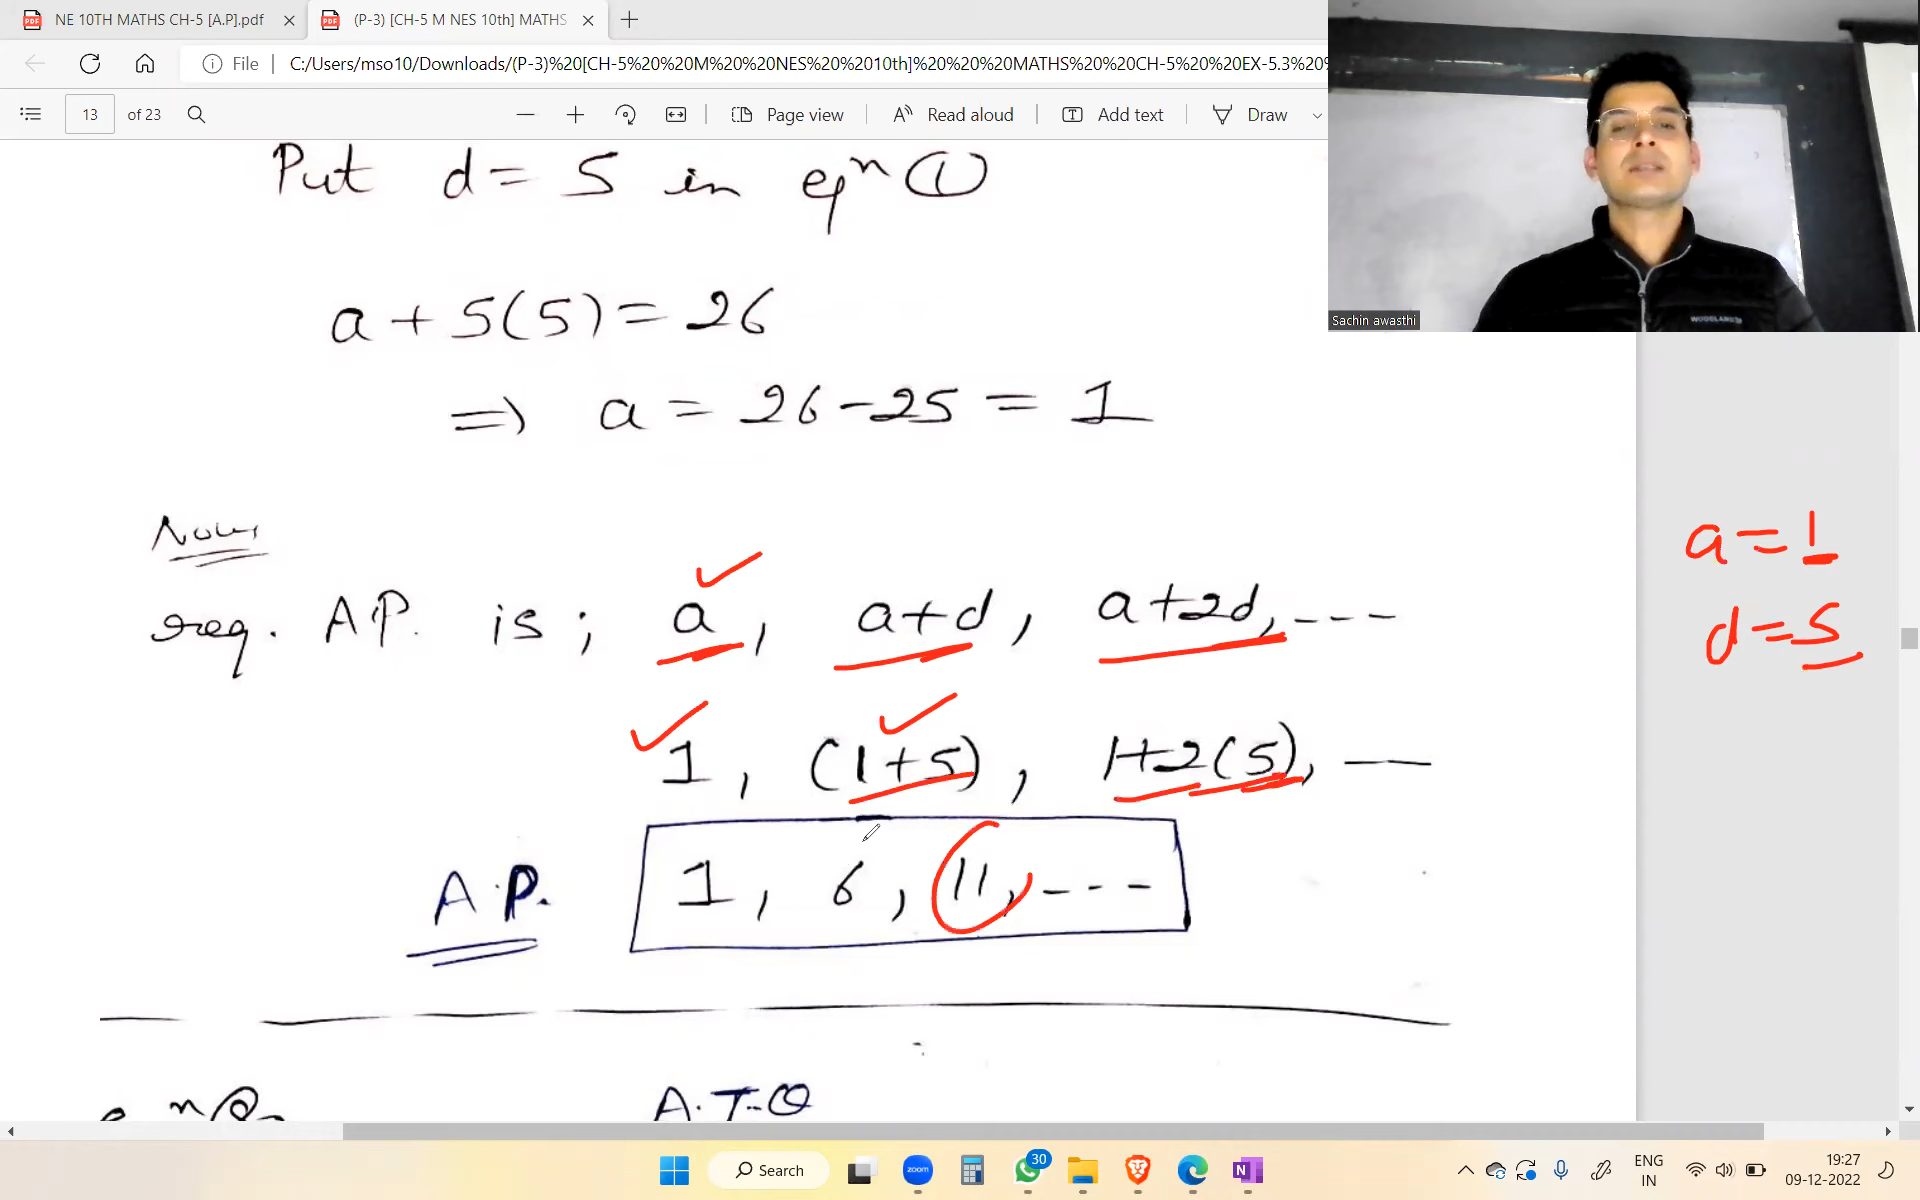 NE 10TH MATHS CH-5 [A.P].pdf
(P-3) [CH-5 M NES 10th] MATHS
File
C:/Users/mso10/Downloads/(P-3)%20[CH-5%20%20M%20%20NES%20%2010th]%20%20%20MATHS%20%20CH-5%20%20EX-5.3%20%
13 of 23
Page view
Read aloud
Add text
Draw
Sachin awasthi
Put d = 5 in eqn (1)
a + 5(5) = 26
=> a = 26 - 25 = 1
Now
req. A.P. is ; a , a+d , a+2d, ---
1 , (1+5) , 1+2(5), —
A.P. 1 , 6 , 11, ---
a = 1
d = 5
A.T.Q
Search
zoom
30
N
ENG
IN
19:27
09-12-2022